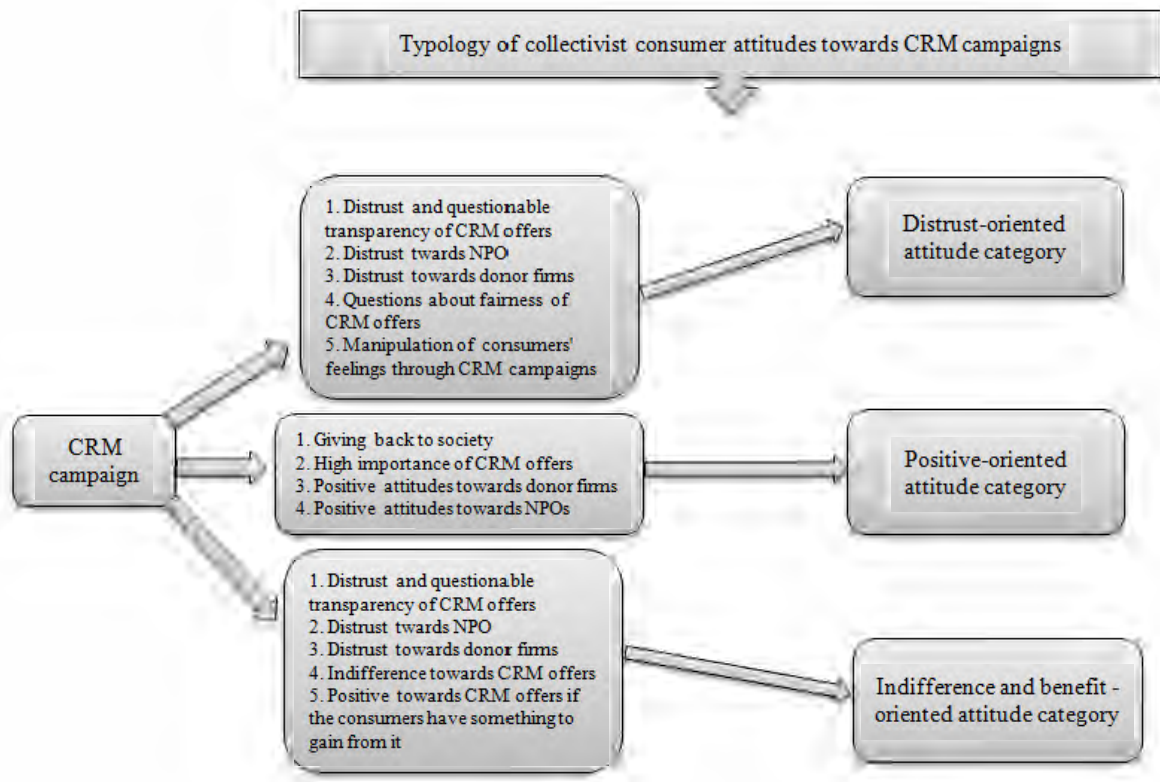 Typology of collectivist consumer attitudes towards CRM campaigns
1. Distrust and questionable
transparency of CRM offers
2. Distrust twards NPO
3. Distrust towards donor firms
4. Questions about fairness of
CRM offers
5. Manipulation of consumers'
feelings through CRM campaigns
Distrust-oriented
attitude category
CRM
campaign
1. Giving back to society
2. High importance of CRM offers
3. Positive attitudes towards donor firms
4. Positive attitudes towards NPOs
Positive-oriented
attitude category
1. Distrust and questionable
transparency of CRM offers
2. Distrust twards NPO
3. Distrust towards donor firms
4. Indifference towards CRM offers
5. Positive towards CRM offers if
the consumers have something to
gain from it
Indifference and benefit -
oriented attitude category